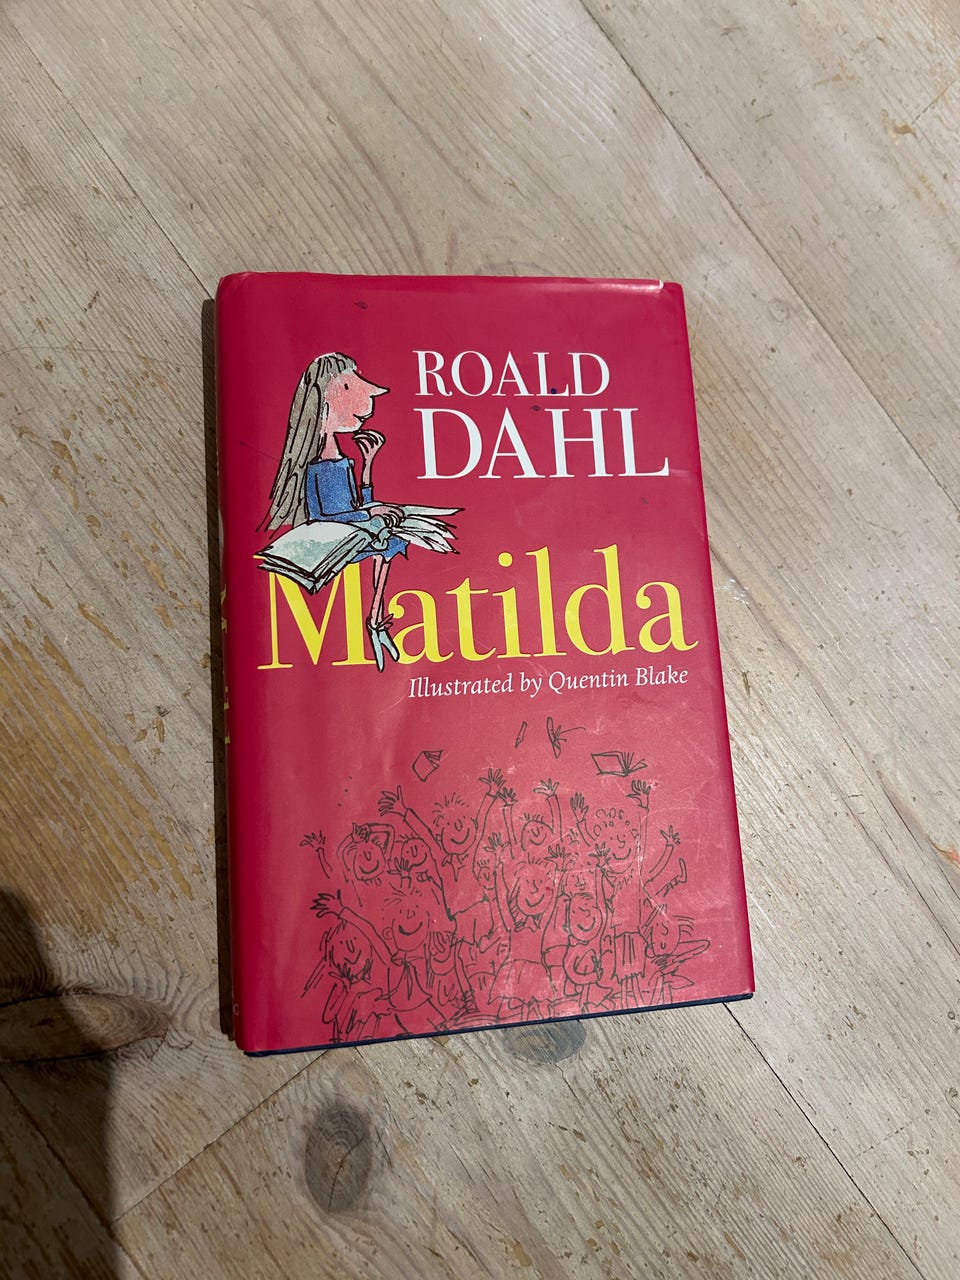 ROALD
DAHL
Matilda
Illustrated by Quentin Blake